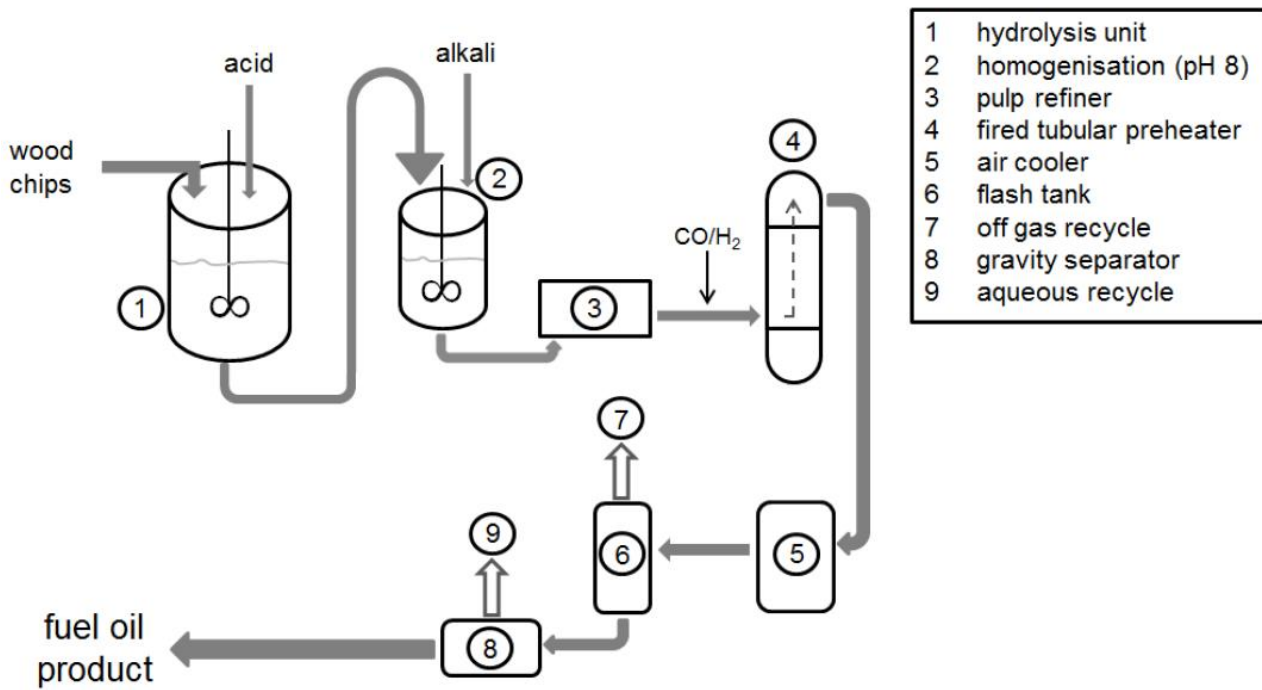 acid
alkali
wood
chips
1
2
3
4
CO/H2
5
6
7
8
9
fuel oil
product
1 hydrolysis unit
2 homogenisation (pH 8)
3 pulp refiner
4 fired tubular preheater
5 air cooler
6 flash tank
7 off gas recycle
8 gravity separator
9 aqueous recycle